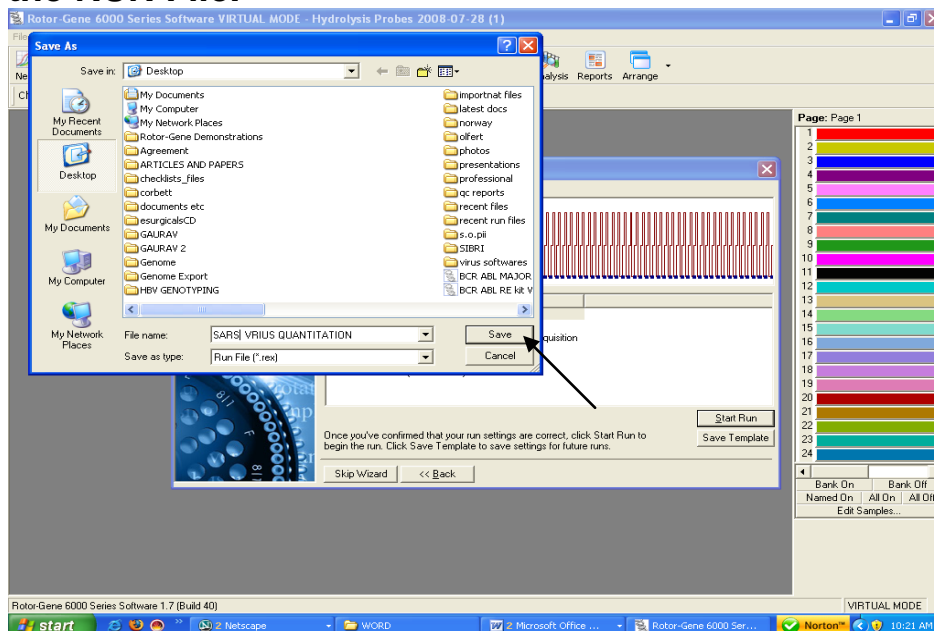 Rotor-Gene 6000 Series Software VIRTUAL MODE - Hydrolysis Probes 2008-07-28 (1)
Save As
Save in:
Desktop
alysis
Reports
Arrange
My Recent
Documents
Desktop
My Documents
My Computer
My Network
Places
My Documents
My Computer
My Network Places
Rotor-Gene Demonstrations
Agreement
ARTICLES AND PAPERS
checklists_files
corbett
documents etc
esurgicalsCD
GAURAV
GAURAV 2
Genome
Genome Export
HBV GENOTYPING
importnat files
latest docs
norway
olfert
photos
presentations
professional
qc reports
recent files
recent run files
s.o.pii
SIBRI
virus softwares
BCR ABL MAJOR
BCR ABL RE kit V
File name:
SARS VRIUS QUANTITATION
Save
Save as type:
Run File (*.rex)
Cancel
quisition
Start Run
Save Template
Once you've confirmed that your run settings are correct, click Start Run to
begin the run. Click Save Template to save settings for future runs.
Skip Wizard
<< Back
Page: Page 1
1
2
3
4
5
6
7
8
9
10
11
12
13
14
15
16
17
18
19
20
21
22
23
24
Bank On
Bank Off
Named On
All On
All Off
Edit Samples...
Rotor-Gene 6000 Series Software 1.7 (Build 40)
VIRTUAL MODE
start
2 Netscape
WORD
2 Microsoft Office ...
Rotor-Gene 6000 Ser...
Norton™
10:21 AM